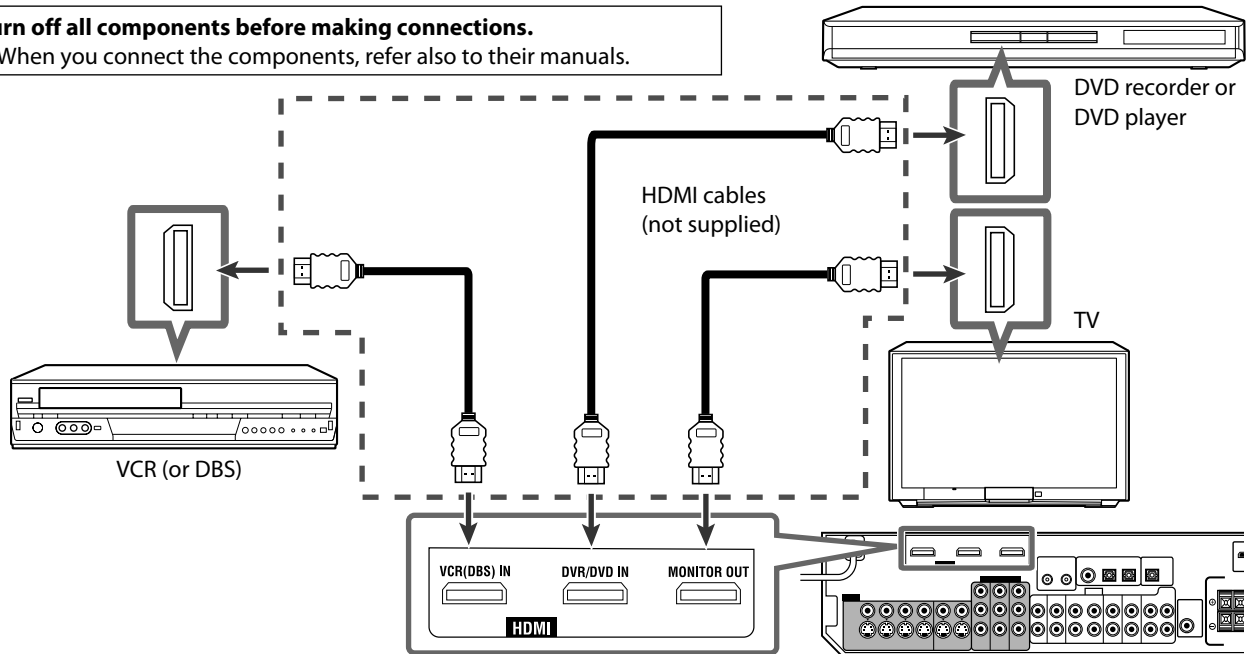 urn off all components before making connections.
When you connect the components, refer also to their manuals.
DVD recorder or
DVD player
HDMI cables
(not supplied)
TV
VCR (or DBS)
VCR(DBS) IN DVR/DVD IN MONITOR OUT
HDMI